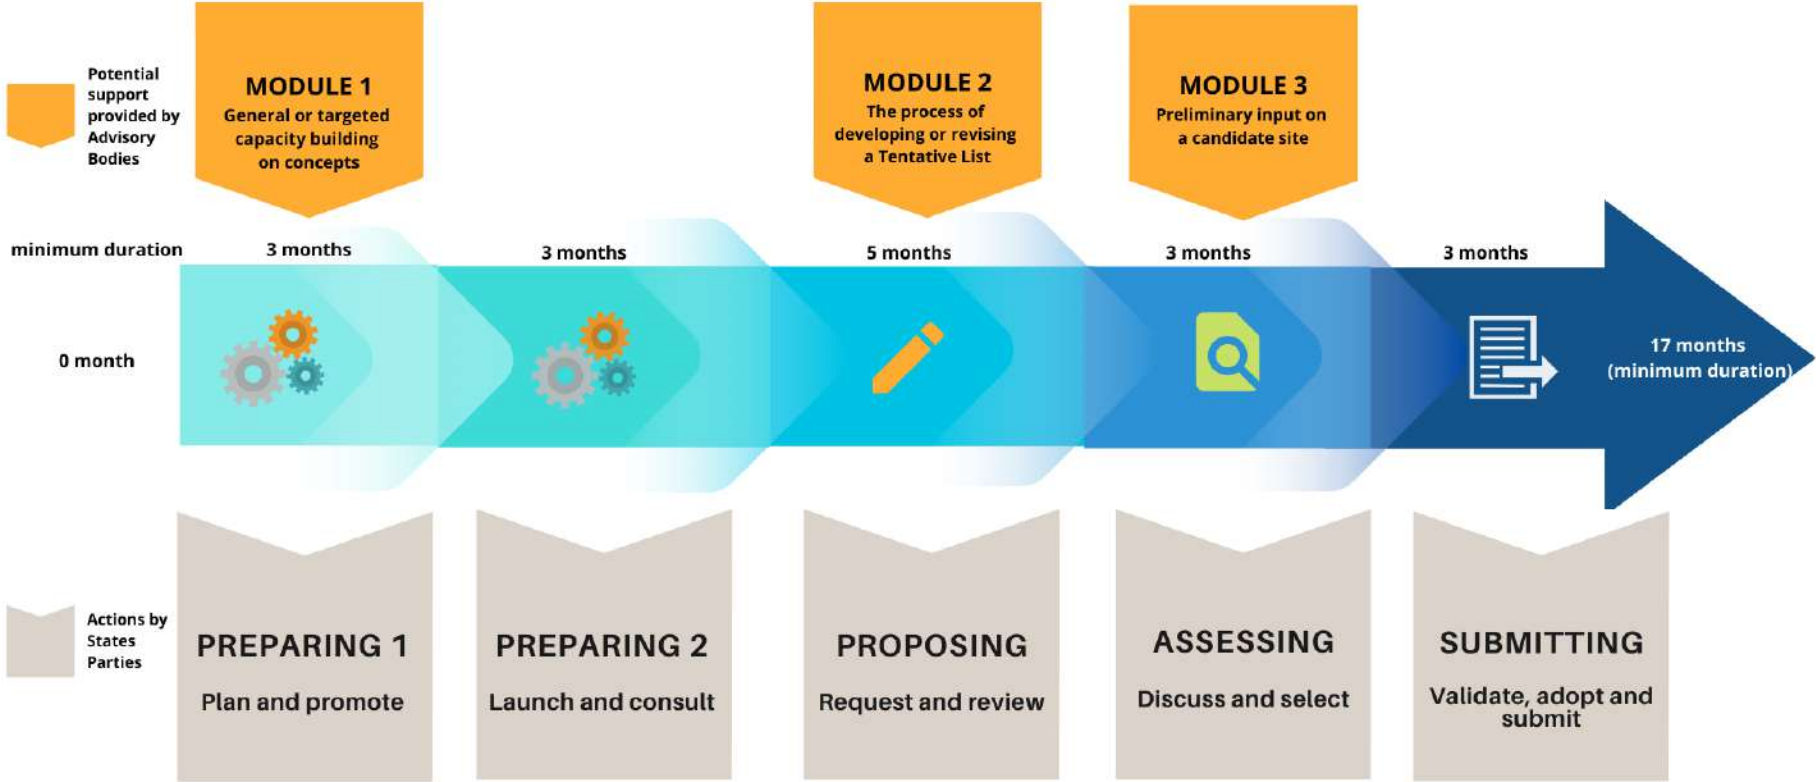 Potential
support
provided by
Advisory
Bodies
MODULE 1
General or targeted
capacity building
on concepts
MODULE 2
The process of
developing or revising
a Tentative List
MODULE 3
Preliminary input on
a candidate site
minimum duration
3 months
3 months
5 months
3 months
3 months
0 month
17 months
(minimum duration)
Actions by
States
Parties
PREPARING 1
Plan and promote
PREPARING 2
Launch and consult
PROPOSING
Request and review
ASSESSING
Discuss and select
SUBMITTING
Validate, adopt and
submit